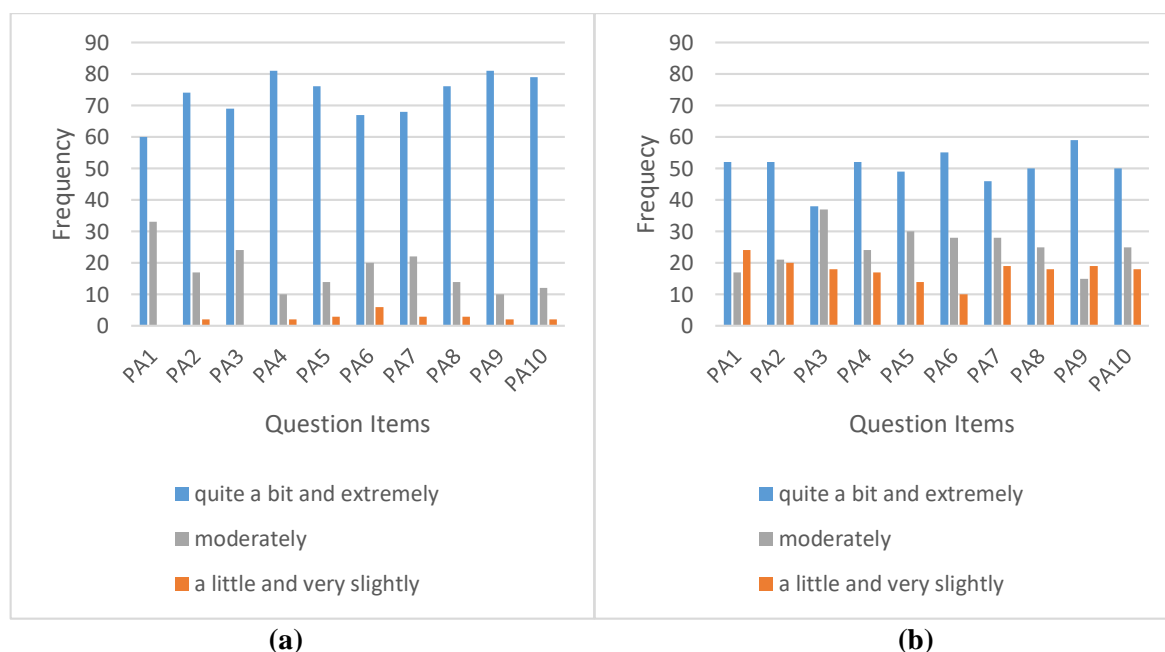 90
80
70
60
50
40
30
20
10
0
Frequency
PA1 PA2 PA3 PA4 PA5 PA6 PA7 PA8 PA9 PA10
Question Items
quite a bit and extremely
moderately
a little and very slightly
(a)
90
80
70
60
50
40
30
20
10
0
Frequecy
PA1 PA2 PA3 PA4 PA5 PA6 PA7 PA8 PA9 PA10
Question Items
quite a bit and extremely
moderately
a little and very slightly
(b)